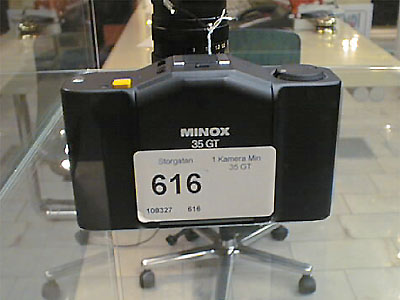 MINOX
35 GT
Storgatan 1 Kamera Min
35 GT
616
108327 616